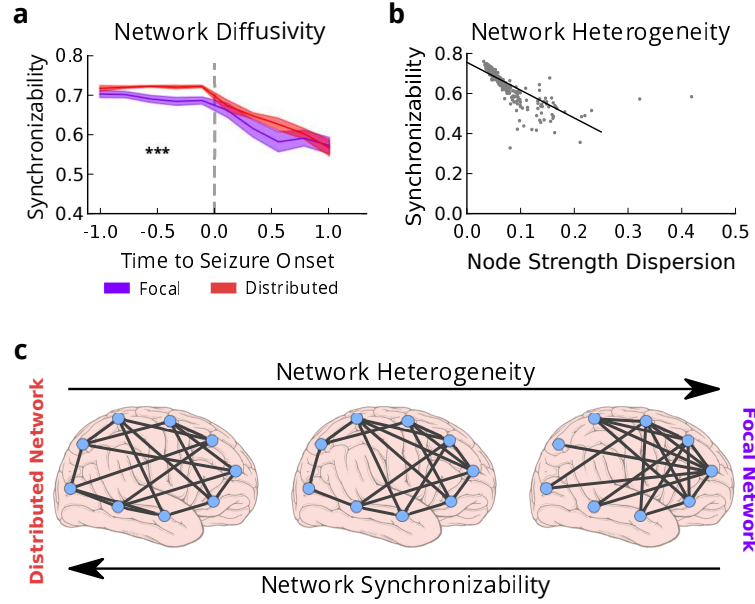 a
Network Diffusivity
Synchronizability
0.8
0.7
0.6
0.5
0.4
***
-1.0 -0.5 0.0 0.5 1.0
Time to Seizure Onset
Focal Distributed
b
Network Heterogeneity
Synchronizability
0.8
0.6
0.4
0.2
0.0
0.0 0.1 0.2 0.3 0.4 0.5
Node Strength Dispersion
c
Network Heterogeneity
Distributed Network
Focal Network
Network Synchronizability